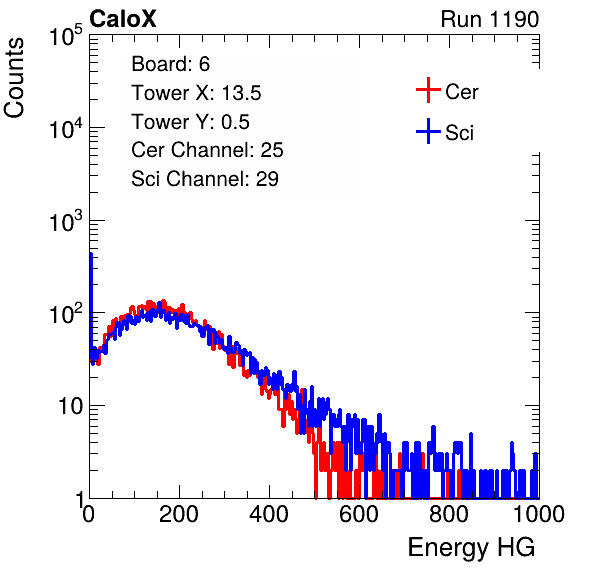 CaloX Run 1190
Counts
Board: 6
Tower X: 13.5
Tower Y: 0.5
Cer Channel: 25
Sci Channel: 29
Cer
Sci
10^5
10^4
10^3
10^2
10
1
0 200 400 600 800 1000
Energy HG